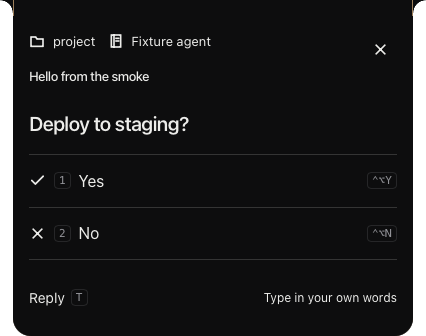 project Fixture agent
Hello from the smoke
Deploy to staging?
1 Yes ⌃⌥Y
2 No ⌃⌥N
Reply T Type in your own words